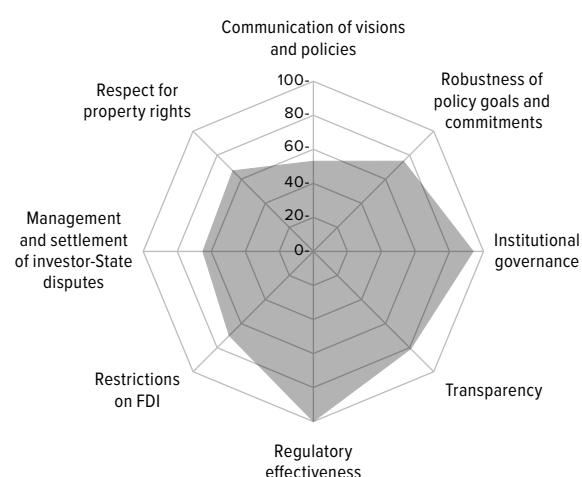 Communication of visions
and policies
Robustness of
policy goals and
commitments
Institutional
governance
Transparency
Regulatory
effectiveness
Restrictions
on FDI
Management
and settlement
of investor-State
disputes
Respect for
property rights
100-
80-
60-
40-
20-
0-